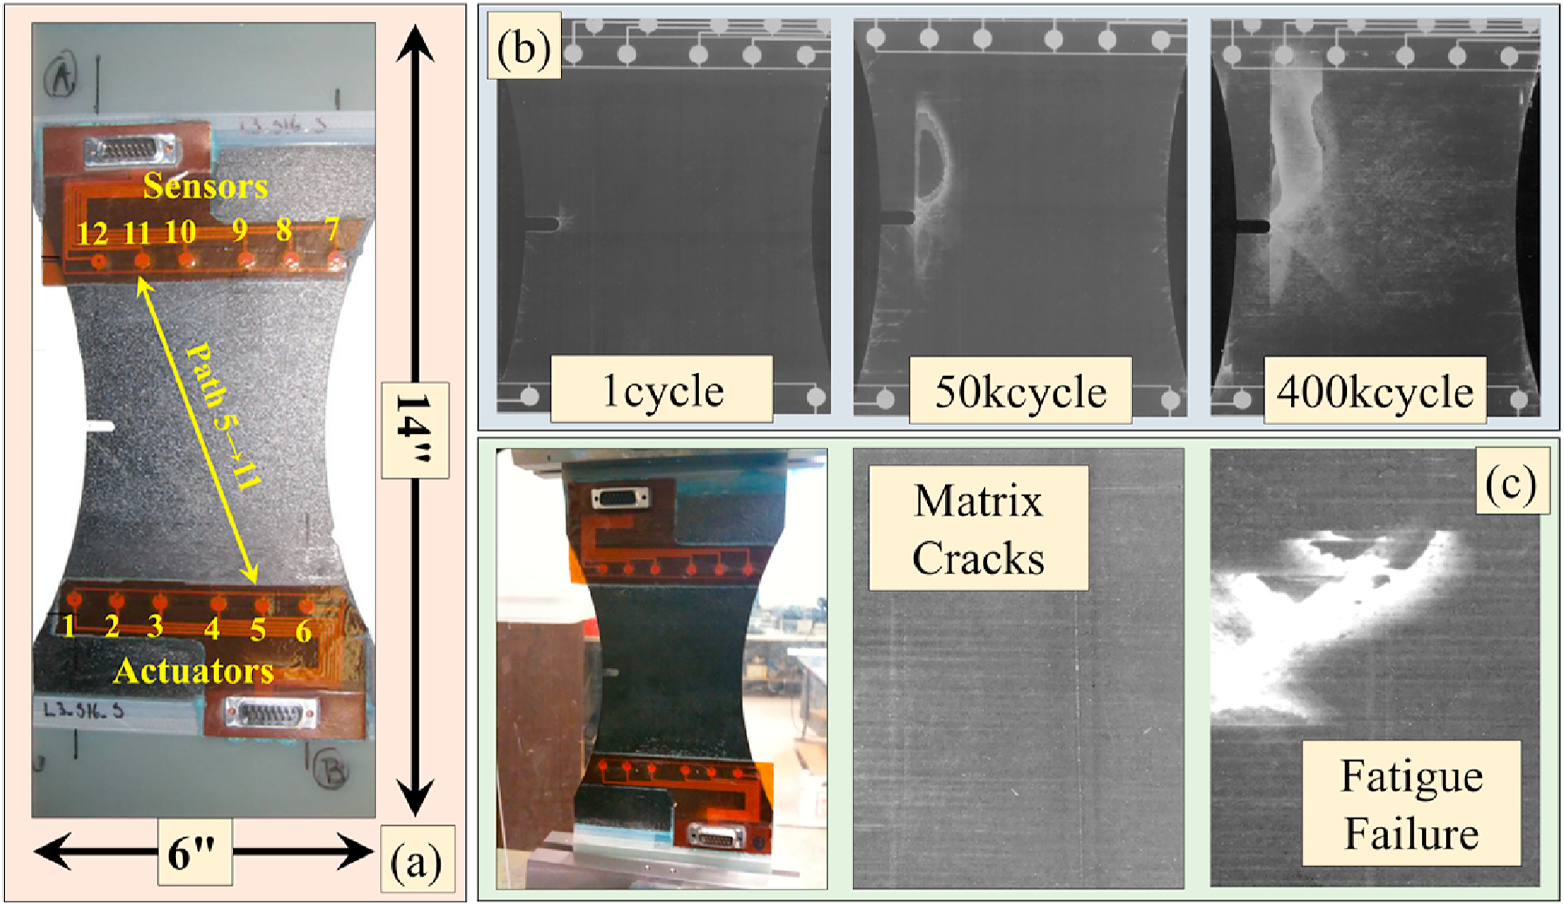 A
L3-S16-S
Sensors
12 11 10 9 8 7
Path 5→11
1 2 3 4 5 6
Actuators
L3-S16-S
B
14"
6"
(a)
(b)
1cycle
50kcycle
400kcycle
(c)
Matrix
Cracks
Fatigue
Failure